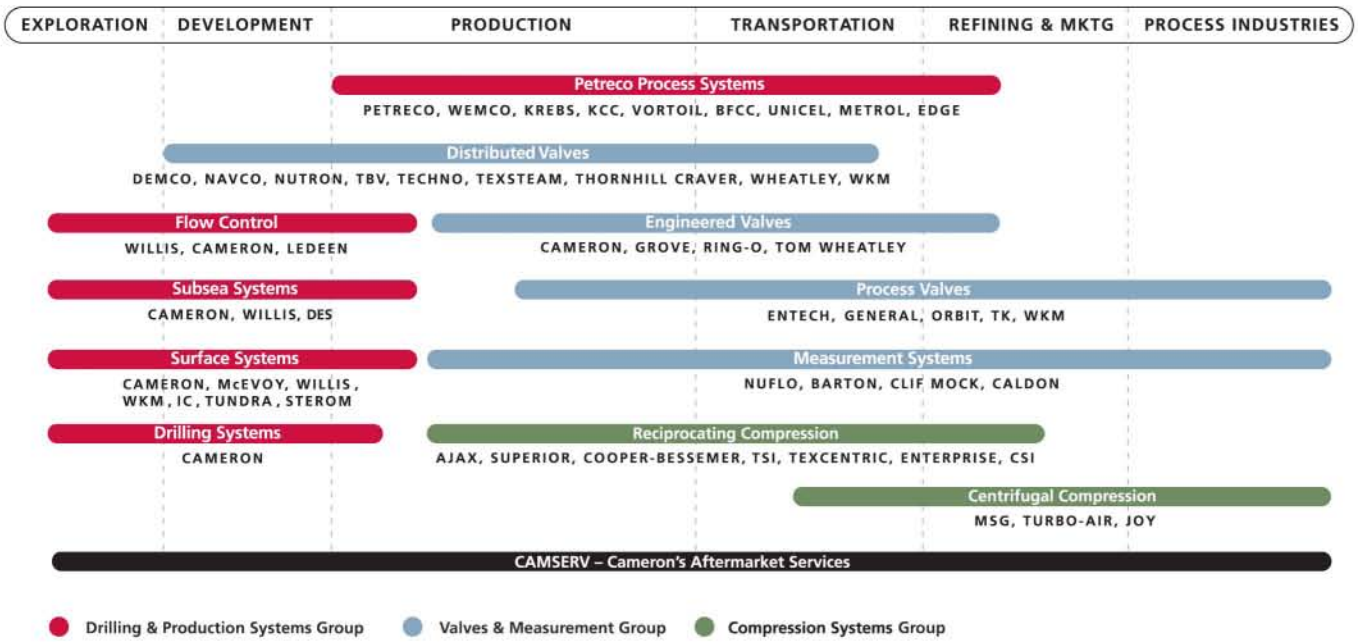 EXPLORATION DEVELOPMENT PRODUCTION TRANSPORTATION REFINING & MKTG PROCESS INDUSTRIES
Petreco Process Systems
PETRECO, WEMCO, KREBS, KCC, VORTOIL, BFCC, UNICEL, METROL, EDGE
Distributed Valves
DEMCO, NAVCO, NUTRON, TBV, TECHNO, TEXSTEAM, THORNHILL CRAVER, WHEATLEY, WKM
Flow Control
WILLIS, CAMERON, LEDEEN
Engineered Valves
CAMERON, GROVE, RING-O, TOM WHEATLEY
Subsea Systems
CAMERON, WILLIS, DES
Process Valves
ENTECH, GENERAL, ORBIT, TK, WKM
Surface Systems
CAMERON, McEVOY, WILLIS,
WKM, IC, TUNDRA, STEROM
Measurement Systems
NUFLO, BARTON, CLIF MOCK, CALDON
Drilling Systems
CAMERON
Reciprocating Compression
AJAX, SUPERIOR, COOPER-BESSEMER, TSI, TEXCENTRIC, ENTERPRISE, CSI
Centrifugal Compression
MSG, TURBO-AIR, JOY
CAMSERV – Cameron's Aftermarket Services
Drilling & Production Systems Group Valves & Measurement Group Compression Systems Group